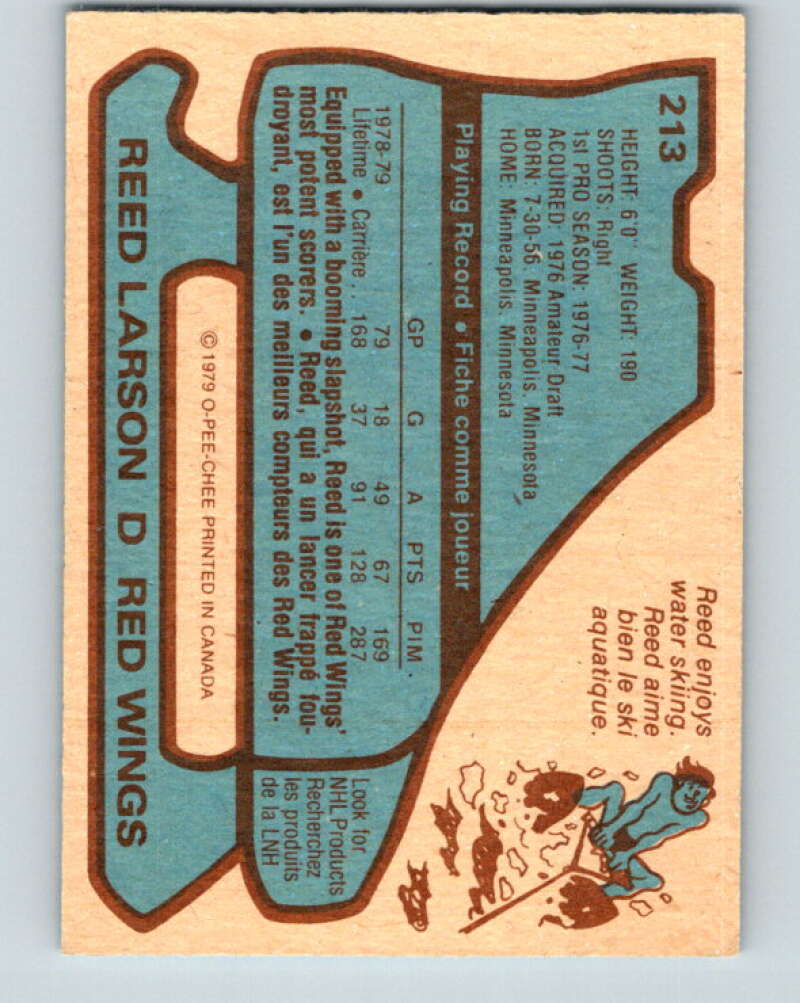 213
HEIGHT: 6'0" WEIGHT: 190
SHOOTS: Right
1st PRO SEASON: 1976-77
ACQUIRED: 1976 Amateur Draft
BORN: 7-30-56, Minneapolis, Minnesota
HOME: Minneapolis, Minnesota
Reed enjoys
water skiing.
Reed aime
bien le ski
aquatique.
Playing Record • Fiche comme joueur
GP G A PTS PIM
1978-79 79 18 49 67 169
Lifetime • Carrière . . 168 37 91 128 287
Equipped with a booming slapshot, Reed is one of Red Wings'
most potent scorers. • Reed, qui a un lancer frappé fou-
droyant, est l'un des meilleurs compteurs des Red Wings.
Look for
NHL Products
Recherchez
les produits
de la LNH
© 1979 O-PEE-CHEE PRINTED IN CANADA
REED LARSON D RED WINGS